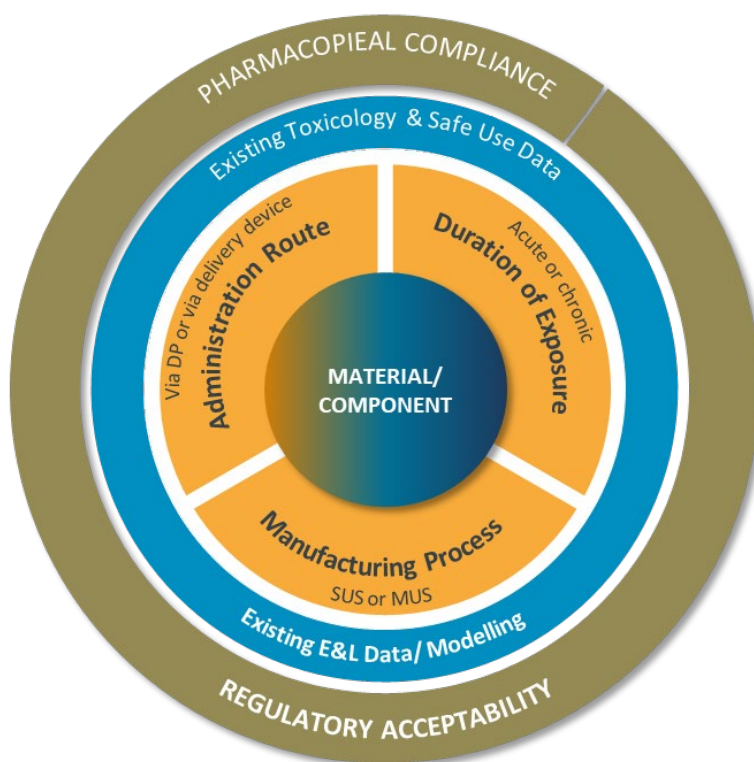 PHARMACOPIEAL COMPLIANCE
Existing Toxicology & Safe Use Data
Via DP or via delivery device
Administration Route
Duration of Exposure
Acute or chronic
MATERIAL/
COMPONENT
Manufacturing Process
SUS or MUS
Existing E&L Data/ Modelling
REGULATORY ACCEPTABILITY